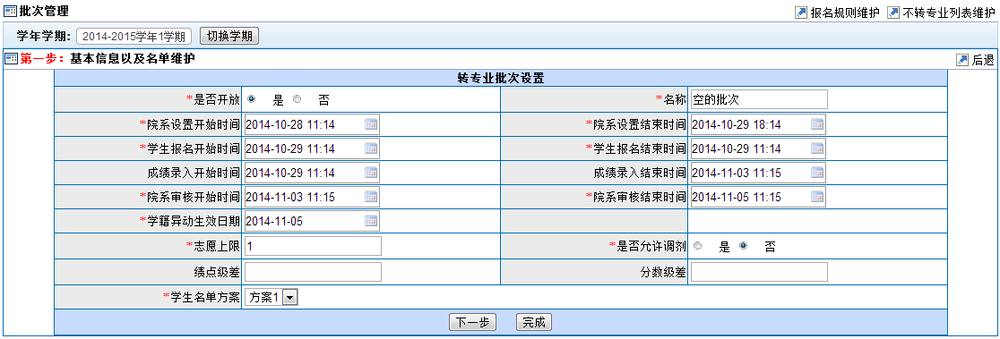 批次管理 报名规则维护 不转专业列表维护
学年学期: 2014-2015学年1学期 切换学期
第一步：基本信息以及名单维护 后退
转专业批次设置
*是否开放 是 否 *名称 空的批次
*院系设置开始时间 2014-10-28 11:14 *院系设置结束时间 2014-10-29 18:14
*学生报名开始时间 2014-10-29 11:14 *学生报名结束时间 2014-10-29 11:14
成绩录入开始时间 2014-10-29 11:14 成绩录入结束时间 2014-11-03 11:15
*院系审核开始时间 2014-11-03 11:15 *院系审核结束时间 2014-11-05 11:15
*学籍异动生效日期 2014-11-05
*志愿上限 1 *是否允许调剂 是 否
绩点级差 分数级差
*学生名单方案 方案1
下一步 完成